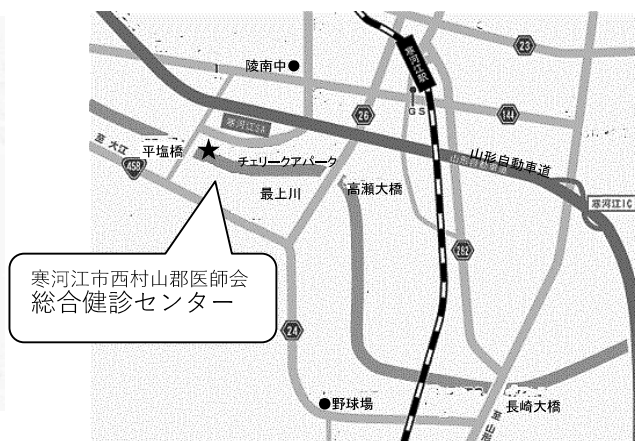 寒河江駅
23
陵南中
GS
144
26
寒河江SA
至 大江
平塩橋
458
チェリークアパーク
山形自動車道
最上川
高瀬大橋
寒河江IC
282
寒河江市西村山郡医師会
総合健診センター
24
野球場
長崎大橋